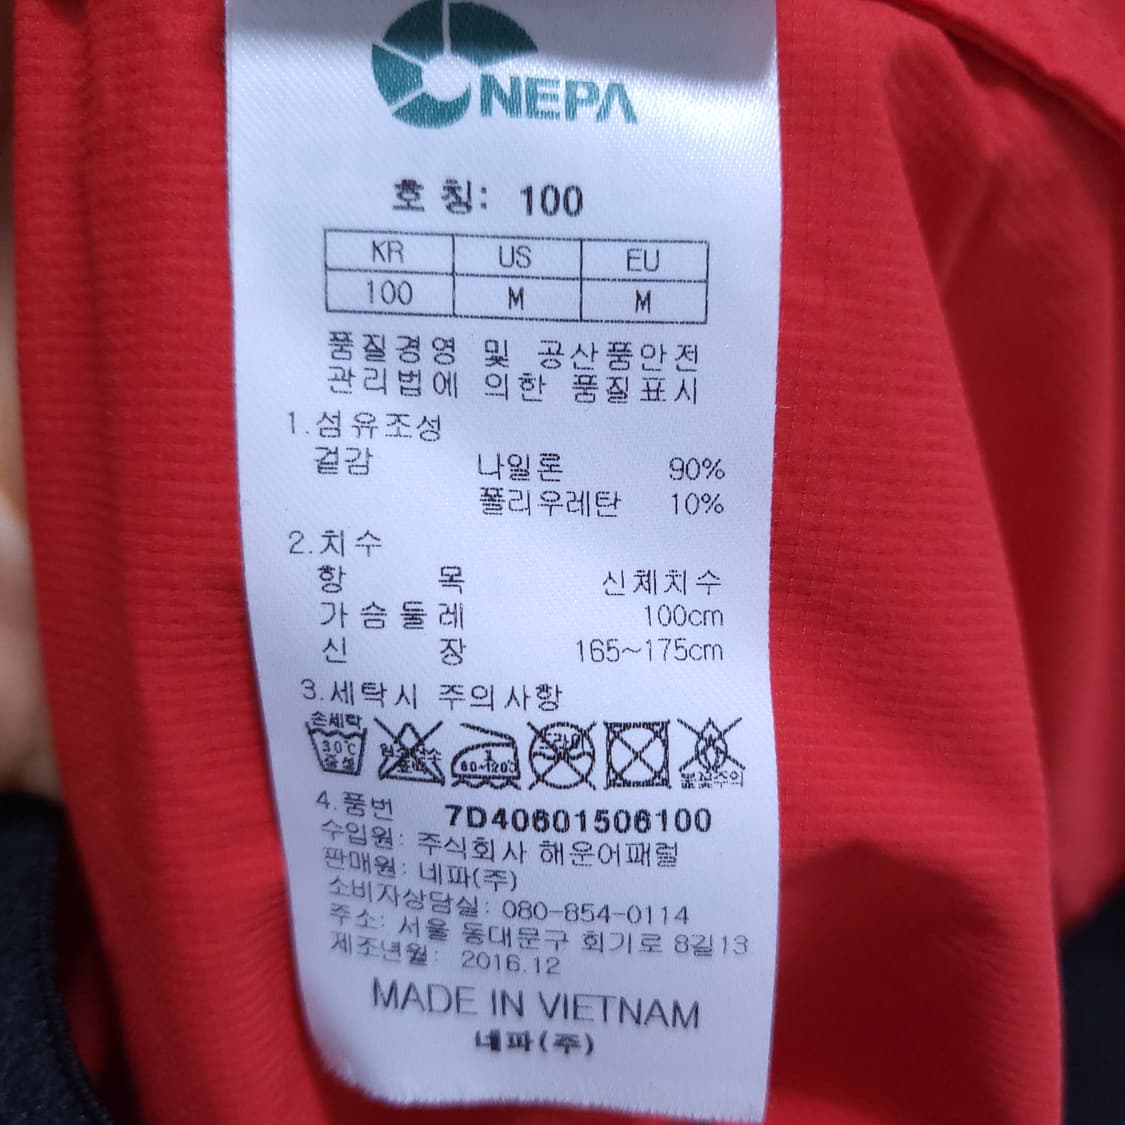 NEPA
호 칭: 100
KR US EU
100 M M
품질경영 및 공산품안전
관리법에 의한 품질표시
1.섬유조성
겉감 나일론 90%
폴리우레탄 10%
2.치수
항 목 신체치수
가슴둘레 100cm
신 장 165~175cm
3.세탁시 주의사항
손세탁
30℃
중성
60~120℃
드라이
불꽃주의
4.품번 7D40601506100
수입원: 주식회사 해운어패럴
판매원: 네파(주)
소비자상담실: 080-854-0114
주소: 서울 동대문구 회기로 8길13
제조년월: 2016.12
MADE IN VIETNAM
네파(주)